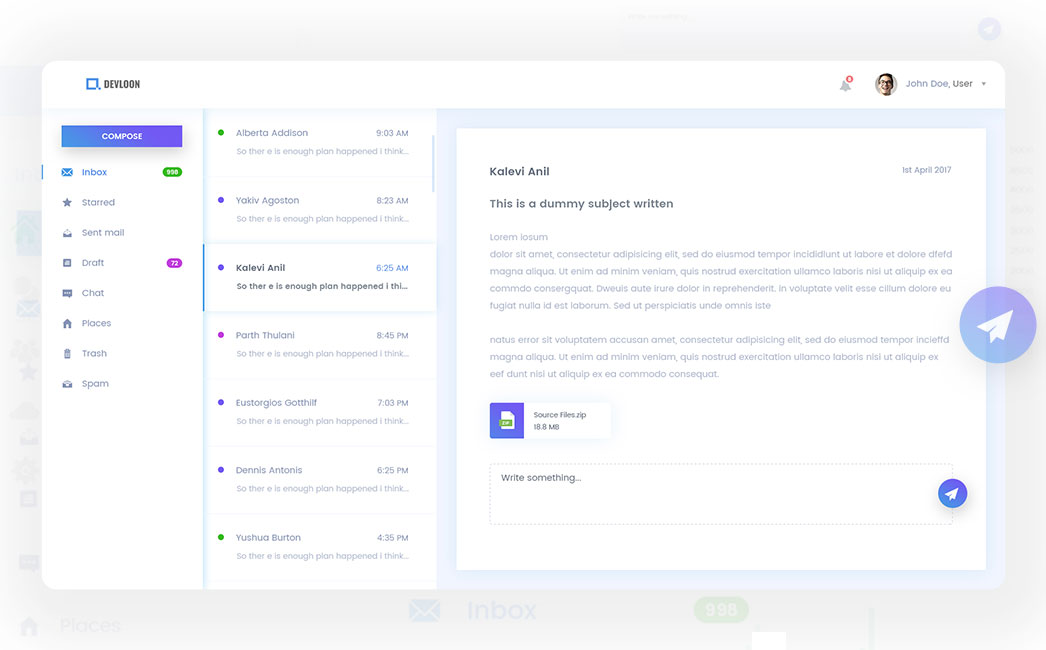 Write something...
DEVLOON
8
John Doe, User
COMPOSE
Inbox 998
Starred
Sent mail
Draft 72
Chat
Places
Trash
Spam
Alberta Addison 9:03 AM
So ther e is enough plan happened i think...
Yakiv Agoston 8:23 AM
So ther e is enough plan happened i think...
Kalevi Anil 6:25 AM
So ther e is enough plan happened i thi...
Parth Thulani 8:45 PM
So ther e is enough plan happened i think...
Eustorgios Gotthilf 7:03 PM
So ther e is enough plan happened i think...
Dennis Antonis 6:25 PM
So ther e is enough plan happened i think...
Yushua Burton 4:35 PM
So ther e is enough plan happened i think...
Kalevi Anil 1st April 2017
This is a dummy subject written
Lorem iosum
dolor sit amet, consectetur adipisicing elit, sed do eiusmod tempor incididunt ut labore et dolore dfefd
magna aliqua. Ut enim ad minim veniam, quis nostrud exercitation ullamco laboris nisi ut aliquip ex ea
commdo consergquat. Dweuis aute irure dolor in reprehenderit. in voluptate velit esse cillum dolore eu
fugiat nulla id est laborum. Sed ut perspiciatis unde omnis iste
natus error sit voluptatem accusan amet, consectetur adipisicing elit, sed do eiusmod tempor incieffd
magna aliqua. Ut enim ad minim veniam, quis nostrud exercitation ullamco laboris nisi ut aliquip ex
eef dunt nisi ut aliquip ex ea commodo consequat.
ZIP
Source Files.zip
18.8 MB
Write something...
Inbox 998
Places